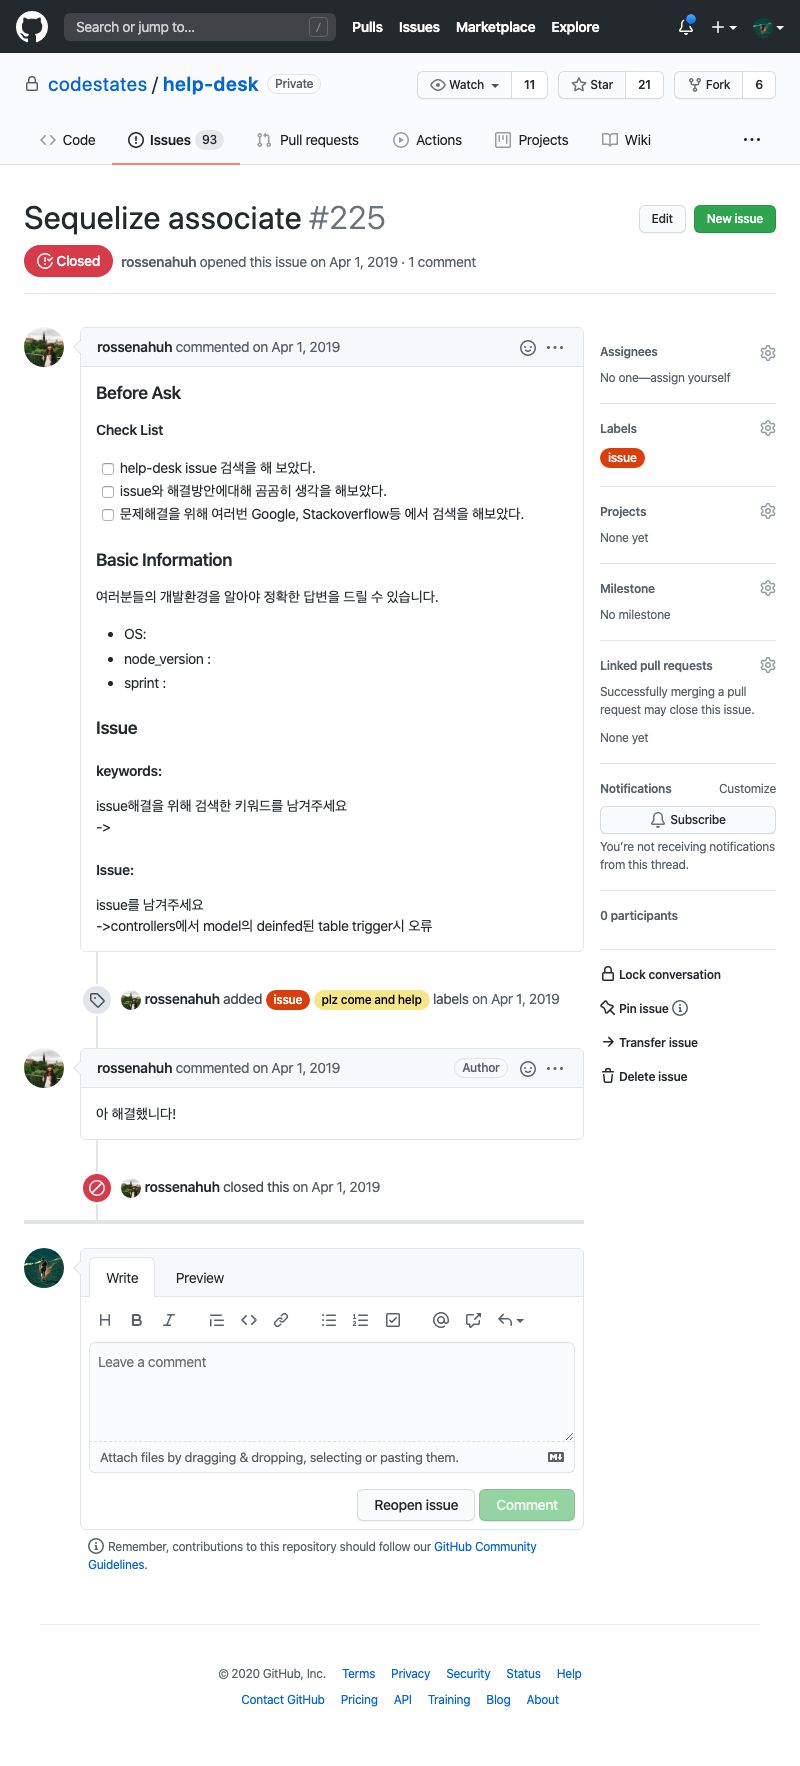 Search or jump to...
/
Pulls
Issues
Marketplace
Explore
codestates / help-desk
Private
Watch
11
Star
21
Fork
6
Code
Issues 93
Pull requests
Actions
Projects
Wiki
Sequelize associate #225
Edit
New issue
Closed
rossenahuh opened this issue on Apr 1, 2019 · 1 comment
rossenahuh commented on Apr 1, 2019
Before Ask
Check List
help-desk issue 검색을 해 보았다.
issue와 해결방안에대해 곰곰히 생각을 해보았다.
문제해결을 위해 여러번 Google, Stackoverflow등 에서 검색을 해보았다.
Basic Information
여러분들의 개발환경을 알아야 정확한 답변을 드릴 수 있습니다.
OS:
node_version :
sprint :
Issue
keywords:
issue해결을 위해 검색한 키워드를 남겨주세요
->
Issue:
issue를 남겨주세요
->controllers에서 model의 deinfed된 table trigger시 오류
rossenahuh added issue plz come and help labels on Apr 1, 2019
rossenahuh commented on Apr 1, 2019
Author
아 해결했니다!
rossenahuh closed this on Apr 1, 2019
Assignees
No one—assign yourself
Labels
issue
Projects
None yet
Milestone
No milestone
Linked pull requests
Successfully merging a pull
request may close this issue.
None yet
Notifications
Customize
Subscribe
You’re not receiving notifications
from this thread.
0 participants
Lock conversation
Pin issue
Transfer issue
Delete issue
Write
Preview
Leave a comment
Attach files by dragging & dropping, selecting or pasting them.
Reopen issue
Comment
Remember, contributions to this repository should follow our GitHub Community
Guidelines.
© 2020 GitHub, Inc.
Terms
Privacy
Security
Status
Help
Contact GitHub
Pricing
API
Training
Blog
About